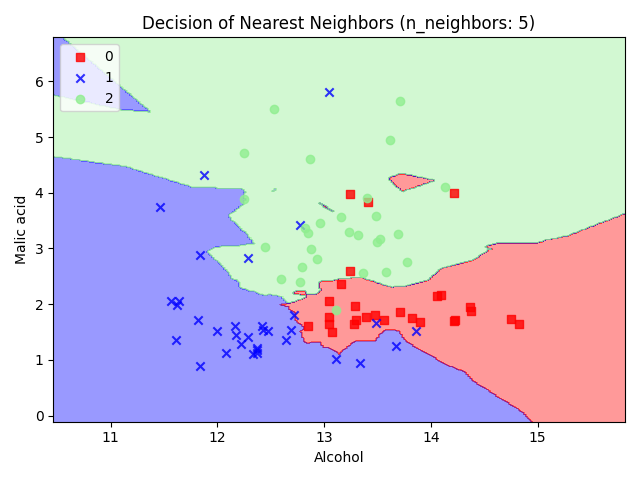 Decision of Nearest Neighbors (n_neighbors: 5)
0
1
2
6
5
4
3
2
1
0
Malic acid
11 12 13 14 15
Alcohol